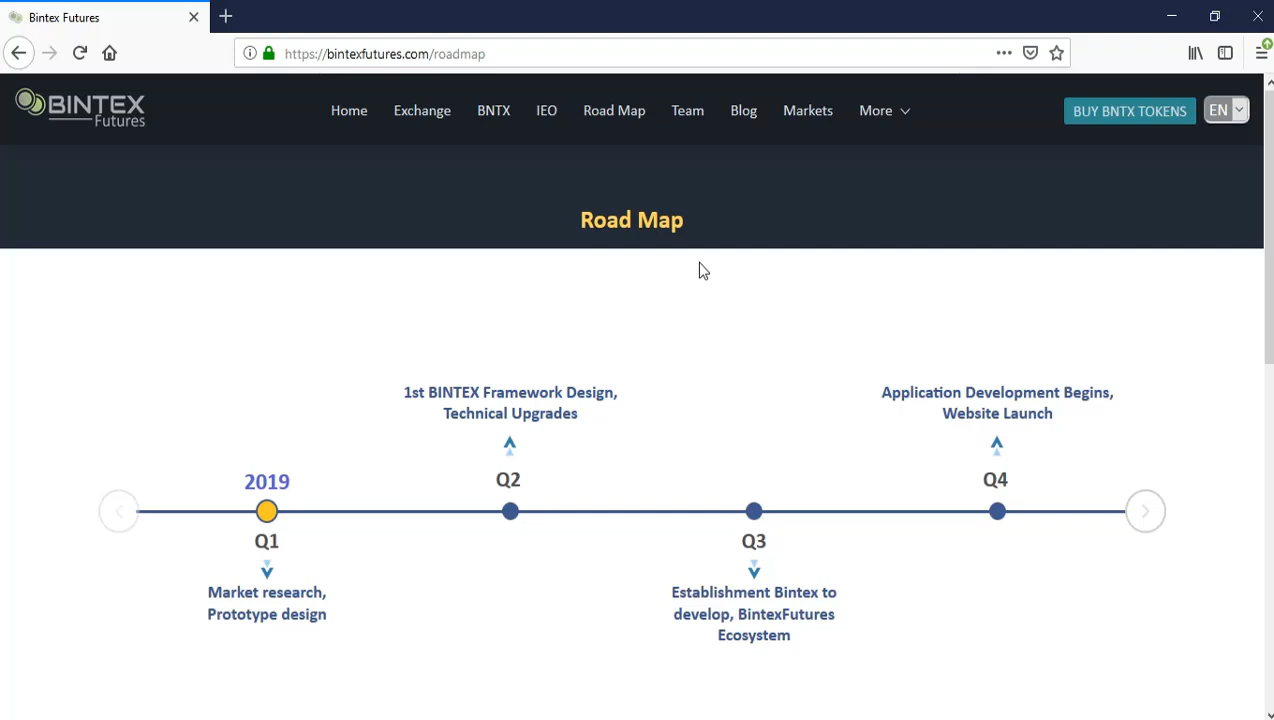 Bintex Futures
https://bintexfutures.com/roadmap
BINTEX
Futures
Home
Exchange
BNTX
IEO
Road Map
Team
Blog
Markets
More
BUY BNTX TOKENS
EN
Road Map
1st BINTEX Framework Design,
Technical Upgrades
Application Development Begins,
Website Launch
2019
Q2
Q4
Q1
Q3
Market research,
Prototype design
Establishment Bintex to
develop, BintexFutures
Ecosystem